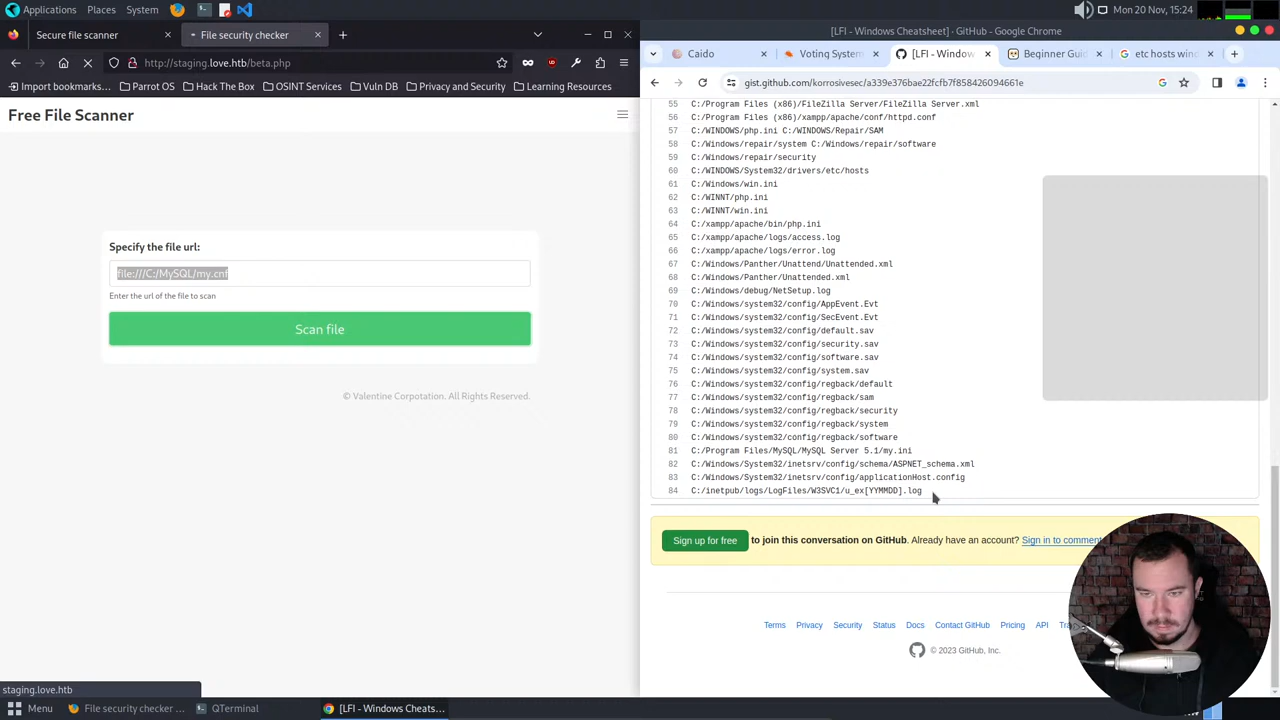 Applications Places System
Mon 20 Nov, 15:24
Secure file scanner
File security checker
http://staging.love.htb/beta.php
Import bookmarks...
Parrot OS
Hack The Box
OSINT Services
Vuln DB
Privacy and Security
Learning Resources
Free File Scanner
Specify the file url:
file:///C:/MySQL/my.cnf
Enter the url of the file to scan
Scan file
© Valentine Corpotation. All Rights Reserved.
staging.love.htb
[LFI - Windows Cheatsheet] · GitHub - Google Chrome
Caido
Voting System
[LFI - Window
Beginner Guid
etc hosts wind
gist.github.com/korrosivesec/a339e376bae22fcfb7f858426094661e
55 C:/Program Files (x86)/FileZilla Server/FileZilla Server.xml
56 C:/Program Files (x86)/xampp/apache/conf/httpd.conf
57 C:/WINDOWS/php.ini C:/WINDOWS/Repair/SAM
58 C:/Windows/repair/system C:/Windows/repair/software
59 C:/Windows/repair/security
60 C:/WINDOWS/System32/drivers/etc/hosts
61 C:/Windows/win.ini
62 C:/WINNT/php.ini
63 C:/WINNT/win.ini
64 C:/xampp/apache/bin/php.ini
65 C:/xampp/apache/logs/access.log
66 C:/xampp/apache/logs/error.log
67 C:/Windows/Panther/Unattend/Unattended.xml
68 C:/Windows/Panther/Unattended.xml
69 C:/Windows/debug/NetSetup.log
70 C:/Windows/system32/config/AppEvent.Evt
71 C:/Windows/system32/config/SecEvent.Evt
72 C:/Windows/system32/config/default.sav
73 C:/Windows/system32/config/security.sav
74 C:/Windows/system32/config/software.sav
75 C:/Windows/system32/config/system.sav
76 C:/Windows/system32/config/regback/default
77 C:/Windows/system32/config/regback/sam
78 C:/Windows/system32/config/regback/security
79 C:/Windows/system32/config/regback/system
80 C:/Windows/system32/config/regback/software
81 C:/Program Files/MySQL/MySQL Server 5.1/my.ini
82 C:/Windows/System32/inetsrv/config/schema/ASPNET_schema.xml
83 C:/Windows/System32/inetsrv/config/applicationHost.config
84 C:/inetpub/logs/LogFiles/W3SVC1/u_ex[YYMMDD].log
Sign up for free to join this conversation on GitHub. Already have an account? Sign in to comment
Terms Privacy Security Status Docs Contact GitHub Pricing API
© 2023 GitHub, Inc.
Menu
File security checker ...
QTerminal
[LFI - Windows Cheats...